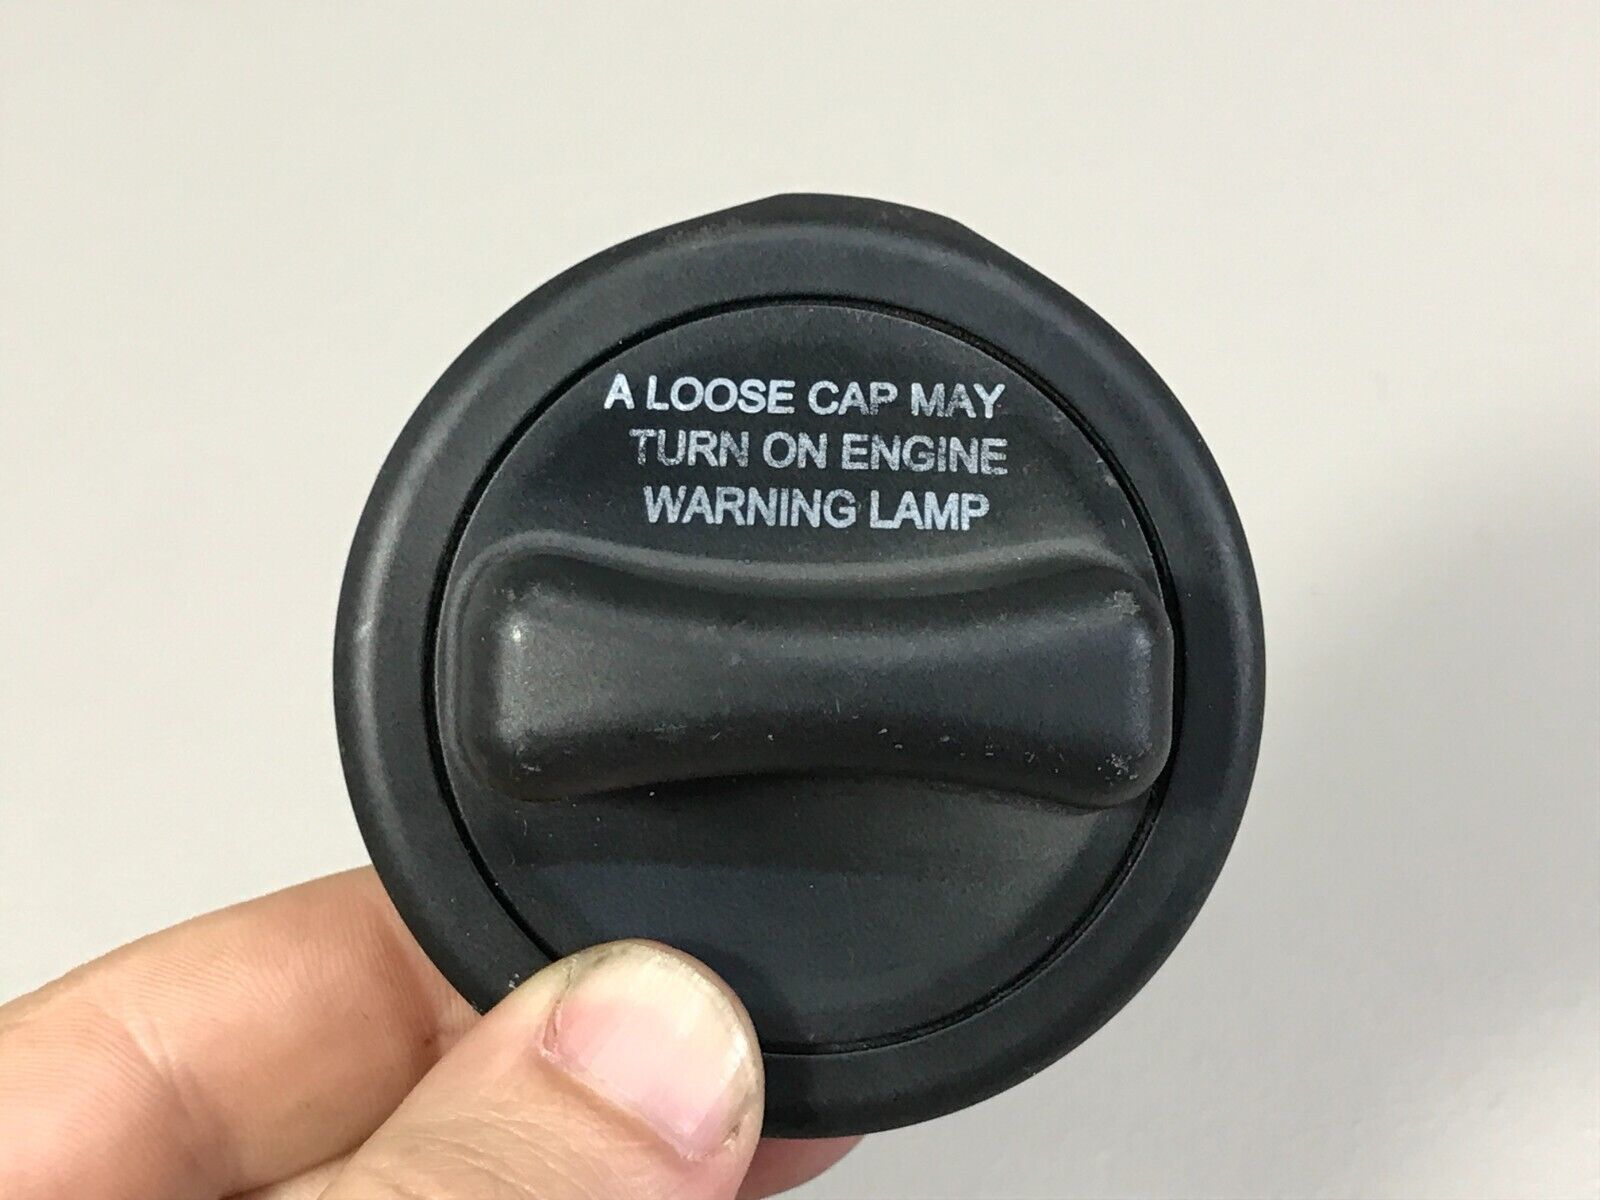 A LOOSE CAP MAY
TURN ON ENGINE
WARNING LAMP